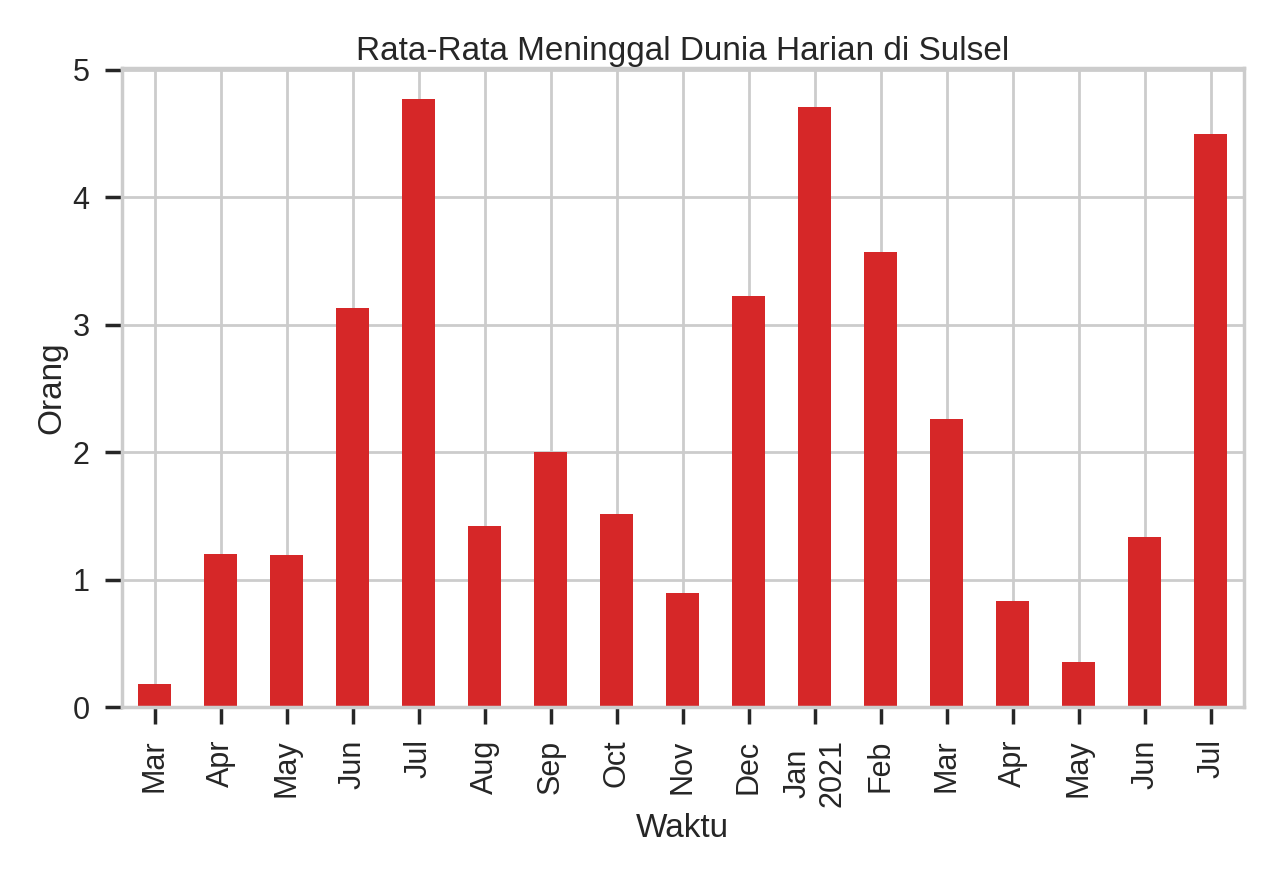 Rata-Rata Meninggal Dunia Harian di Sulsel
5
4
3
2
1
0
Orang
Mar
Apr
May
Jun
Jul
Aug
Sep
Oct
Nov
Dec
Jan
2021
Feb
Mar
Apr
May
Jun
Jul
Waktu